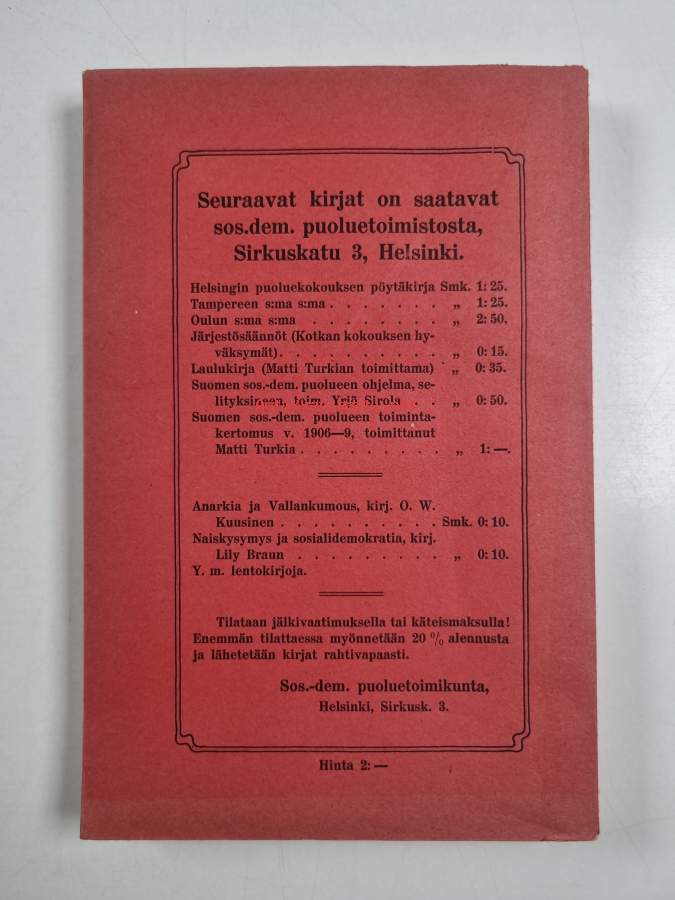 Seuraavat kirjat on saatavat
sos.dem. puoluetoimistosta,
Sirkuskatu 3, Helsinki.
Helsingin puoluekokouksen pöytäkirja Smk. 1: 25.
Tampereen s:ma s:ma . . . . . . . „ 1: 25.
Oulun s:ma s:ma . . . . . . . . „ 2: 50.
Järjestösäännöt (Kotkan kokouksen hy-
väksymät) . . . . . . . . . . „ 0: 15.
Laulukirja (Matti Turkian toimittama) „ 0: 35.
Suomen sos.-dem. puolueen ohjelma, se-
lityksineen, toim. Yrjö Sirola . . „ 0: 50.
Suomen sos.-dem. puolueen toiminta-
kertomus v. 1906—9, toimittanut
Matti Turkia . . . . . . . . . „ 1: —.
Anarkia ja Vallankumous, kirj. O. W.
Kuusinen . . . . . . . . . . Smk. 0: 10.
Naiskysymys ja sosialidemokratia, kirj.
Lily Braun . . . . . . . . . „ 0: 10.
Y. m. lentokirjoja.
Tilataan jälkivaatimuksella tai käteismaksulla!
Enemmän tilattaessa myönnetään 20 % alennusta
ja lähetetään kirjat rahtivapaasti.
Sos.-dem. puoluetoimikunta,
Helsinki, Sirkusk. 3.
Hinta 2: —